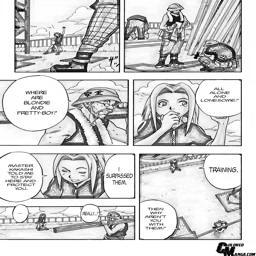 WHERE
ARE
BLONDIE
AND
PRETTY-BOY?
ALL
ALONE
AND
LONESOME?
MASTER
KAKASHI
TOLD ME TO
STAY HERE
AND
PROTECT
YOU.
I
SURPASSED
THEM.
TRAINING.
REALLY...
THEN
WHY
AREN'T
YOU
WITH
THEM?
COLORED
MANGA.COM